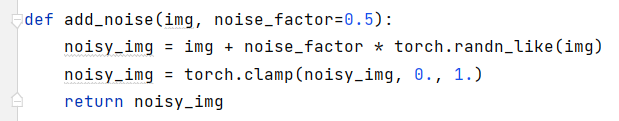 def add_noise(img, noise_factor=0.5):
    noisy_img = img + noise_factor * torch.randn_like(img)
    noisy_img = torch.clamp(noisy_img, 0., 1.)
    return noisy_img